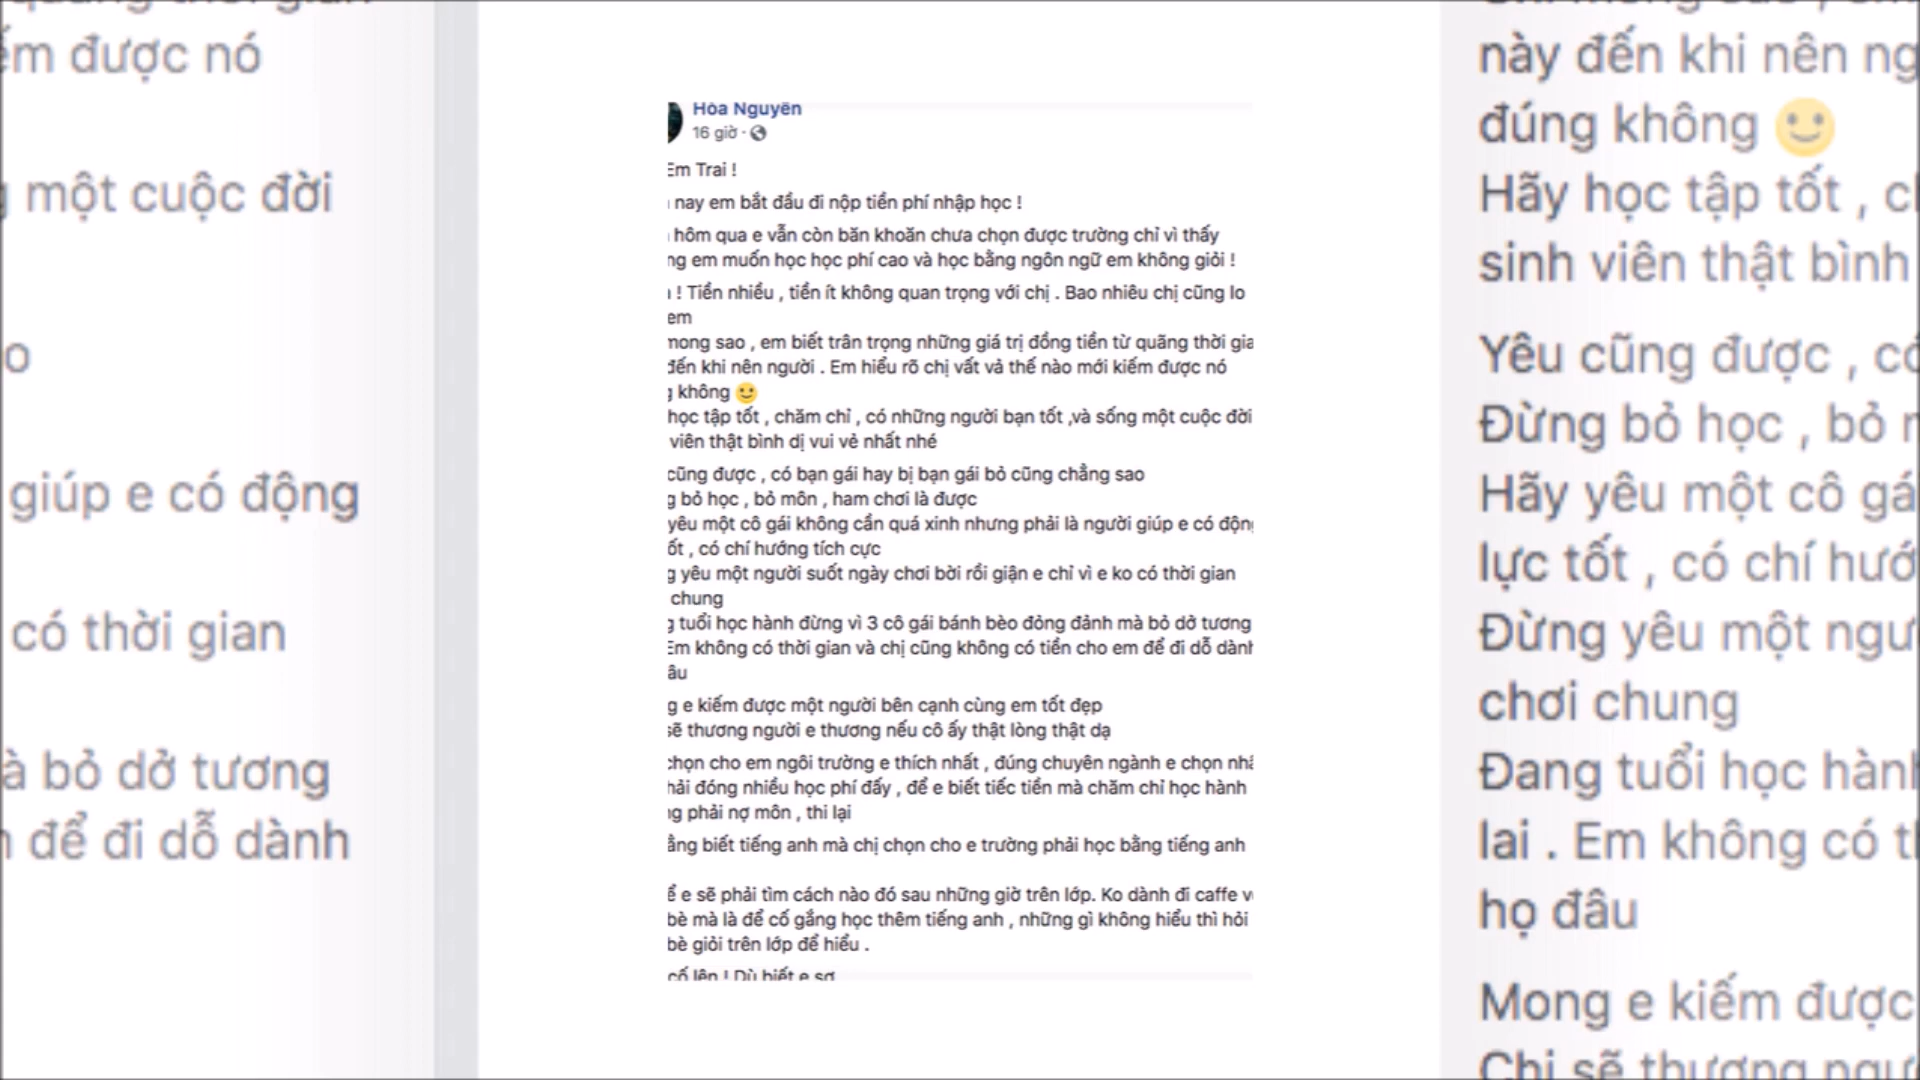 quãng thời gian
ếm được nó
một cuộc đời
giúp e có động
có thời gian
à bỏ dở tương
để đi dỗ dành
Hòa Nguyễn
16 giờ ·
Em Trai !
nay em bắt đầu đi nộp tiền phí nhập học !
hôm qua e vẫn còn băn khoăn chưa chọn được trường chỉ vì thấy
ng em muốn học học phí cao và học bằng ngôn ngữ em không giỏi !
! Tiền nhiều , tiền ít không quan trọng với chị . Bao nhiêu chị cũng lo
em
mong sao , em biết trân trọng những giá trị đồng tiền từ quãng thời gia
đến khi nên người . Em hiểu rõ chị vất vả thế nào mới kiếm được nó
g không 🙂
học tập tốt , chăm chỉ , có những người bạn tốt ,và sống một cuộc đời
viên thật bình dị vui vẻ nhất nhé
cũng được , có bạn gái hay bị bạn gái bỏ cũng chẳng sao
g bỏ học , bỏ môn , ham chơi là được
yêu một cô gái không cần quá xinh nhưng phải là người giúp e có động
ốt , có chí hướng tích cực
g yêu một người suốt ngày chơi bời rồi giận e chỉ vì e ko có thời gian
chung
g tuổi học hành đừng vì 3 cô gái bánh bèo đỏng đảnh mà bỏ dở tương
Em không có thời gian và chị cũng không có tiền cho em để đi dỗ dành
âu
g e kiếm được một người bên cạnh cùng em tốt đẹp
sẽ thương người e thương nếu cô ấy thật lòng thật dạ
chọn cho em ngôi trường e thích nhất , đúng chuyên ngành e chọn nhấ
hải đóng nhiều học phí đấy , để e biết tiếc tiền mà chăm chỉ học hành
ng phải nợ môn , thi lại
ẳng biết tiếng anh mà chị chọn cho e trường phải học bằng tiếng anh
ể e sẽ phải tìm cách nào đó sau những giờ trên lớp. Ko dành đi caffe v
bè mà là để cố gắng học thêm tiếng anh , những gì không hiểu thì hỏi
bè giỏi trên lớp để hiểu .
cố lên ! Dù biết e sợ
này đến khi nên ng
đúng không 🙂
Hãy học tập tốt , c
sinh viên thật bình
Yêu cũng được , có
Đừng bỏ học , bỏ
Hãy yêu một cô gá
lực tốt , có chí hướ
Đừng yêu một ngư
chơi chung
Đang tuổi học hành
lai . Em không có t
họ đâu
Mong e kiếm được
Chị sẽ thương ngư